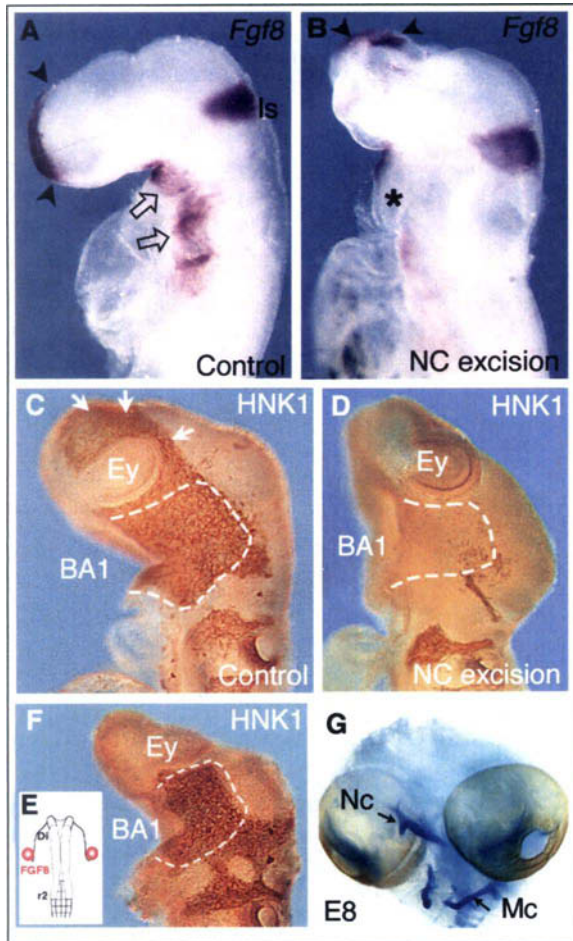 A Fgf8
Is
Control
B Fgf8
*
NC excision
C HNK1
Ey
BA1
Control
D HNK1
Ey
BA1
NC excision
F HNK1
Ey
BA1
E
Di
FGF8
r2
G
Nc
E8
Mc